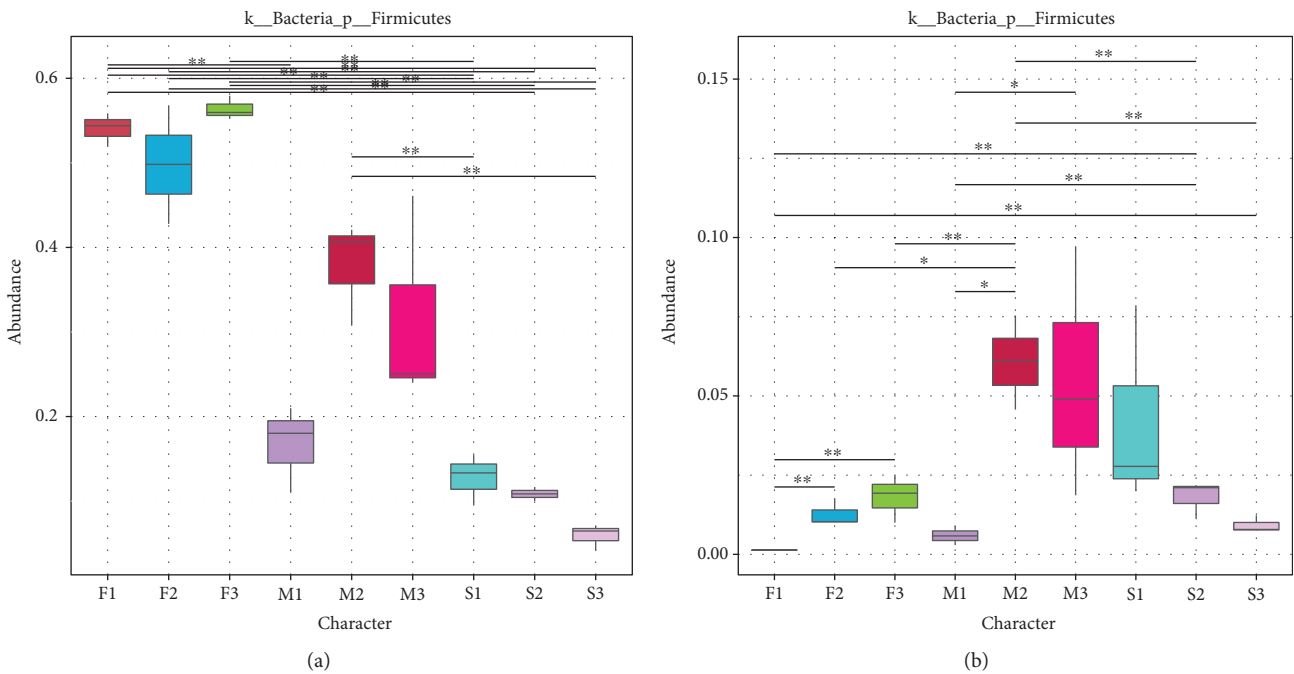 k__Bacteria_p__Firmicutes
**
**
**
**
**
**
**
**
**
**
**
0.6
0.4
0.2
Abundance
F1 F2 F3 M1 M2 M3 S1 S2 S3
Character
(a)
k__Bacteria_p__Firmicutes
**
*
**
**
**
**
**
*
*
**
**
0.15
0.10
0.05
0.00
Abundance
F1 F2 F3 M1 M2 M3 S1 S2 S3
Character
(b)